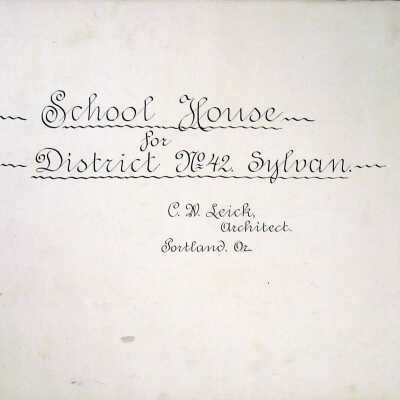 School House
for
District No 42. Sylvan.
C. W. Leick,
Architect.
Portland. Or.